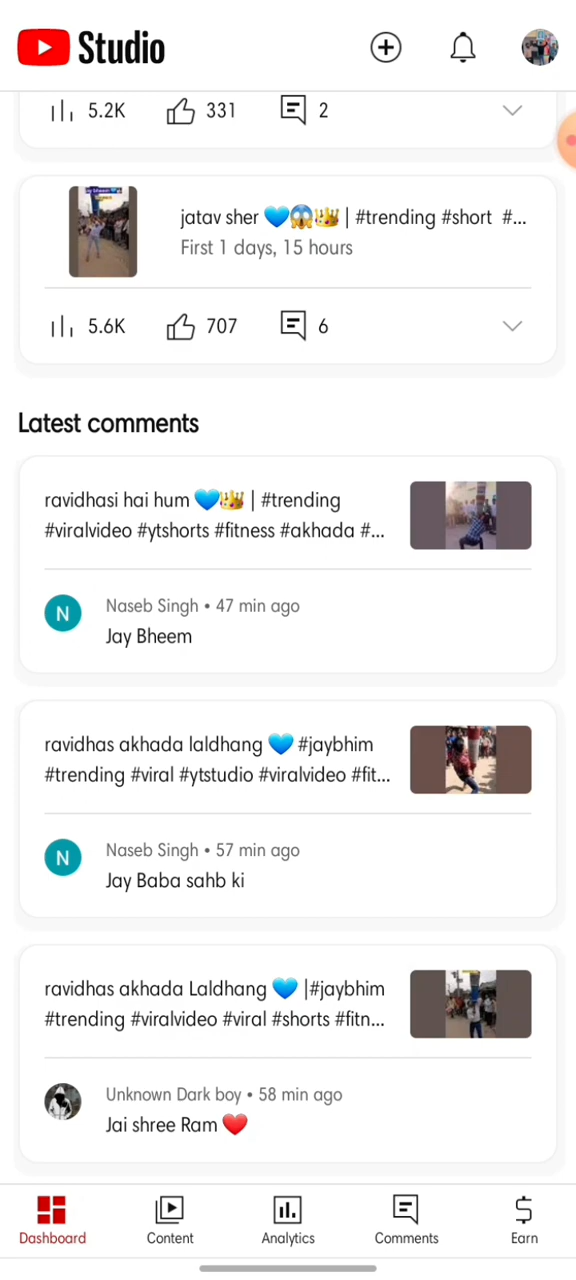 Studio
5.2K 331 2
jatav sher 💙😱👑 | #trending #short #...
First 1 days, 15 hours
5.6K 707 6
Latest comments
ravidhasi hai hum 💙👑 | #trending
#viralvideo #ytshorts #fitness #akhada #...
N
Naseb Singh • 47 min ago
Jay Bheem
ravidhas akhada laldhang 💙 #jaybhim
#trending #viral #ytstudio #viralvideo #fit...
N
Naseb Singh • 57 min ago
Jay Baba sahb ki
ravidhas akhada Laldhang 💙 |#jaybhim
#trending #viralvideo #viral #shorts #fitn...
Unknown Dark boy • 58 min ago
Jai shree Ram ❤️
Dashboard Content Analytics Comments Earn